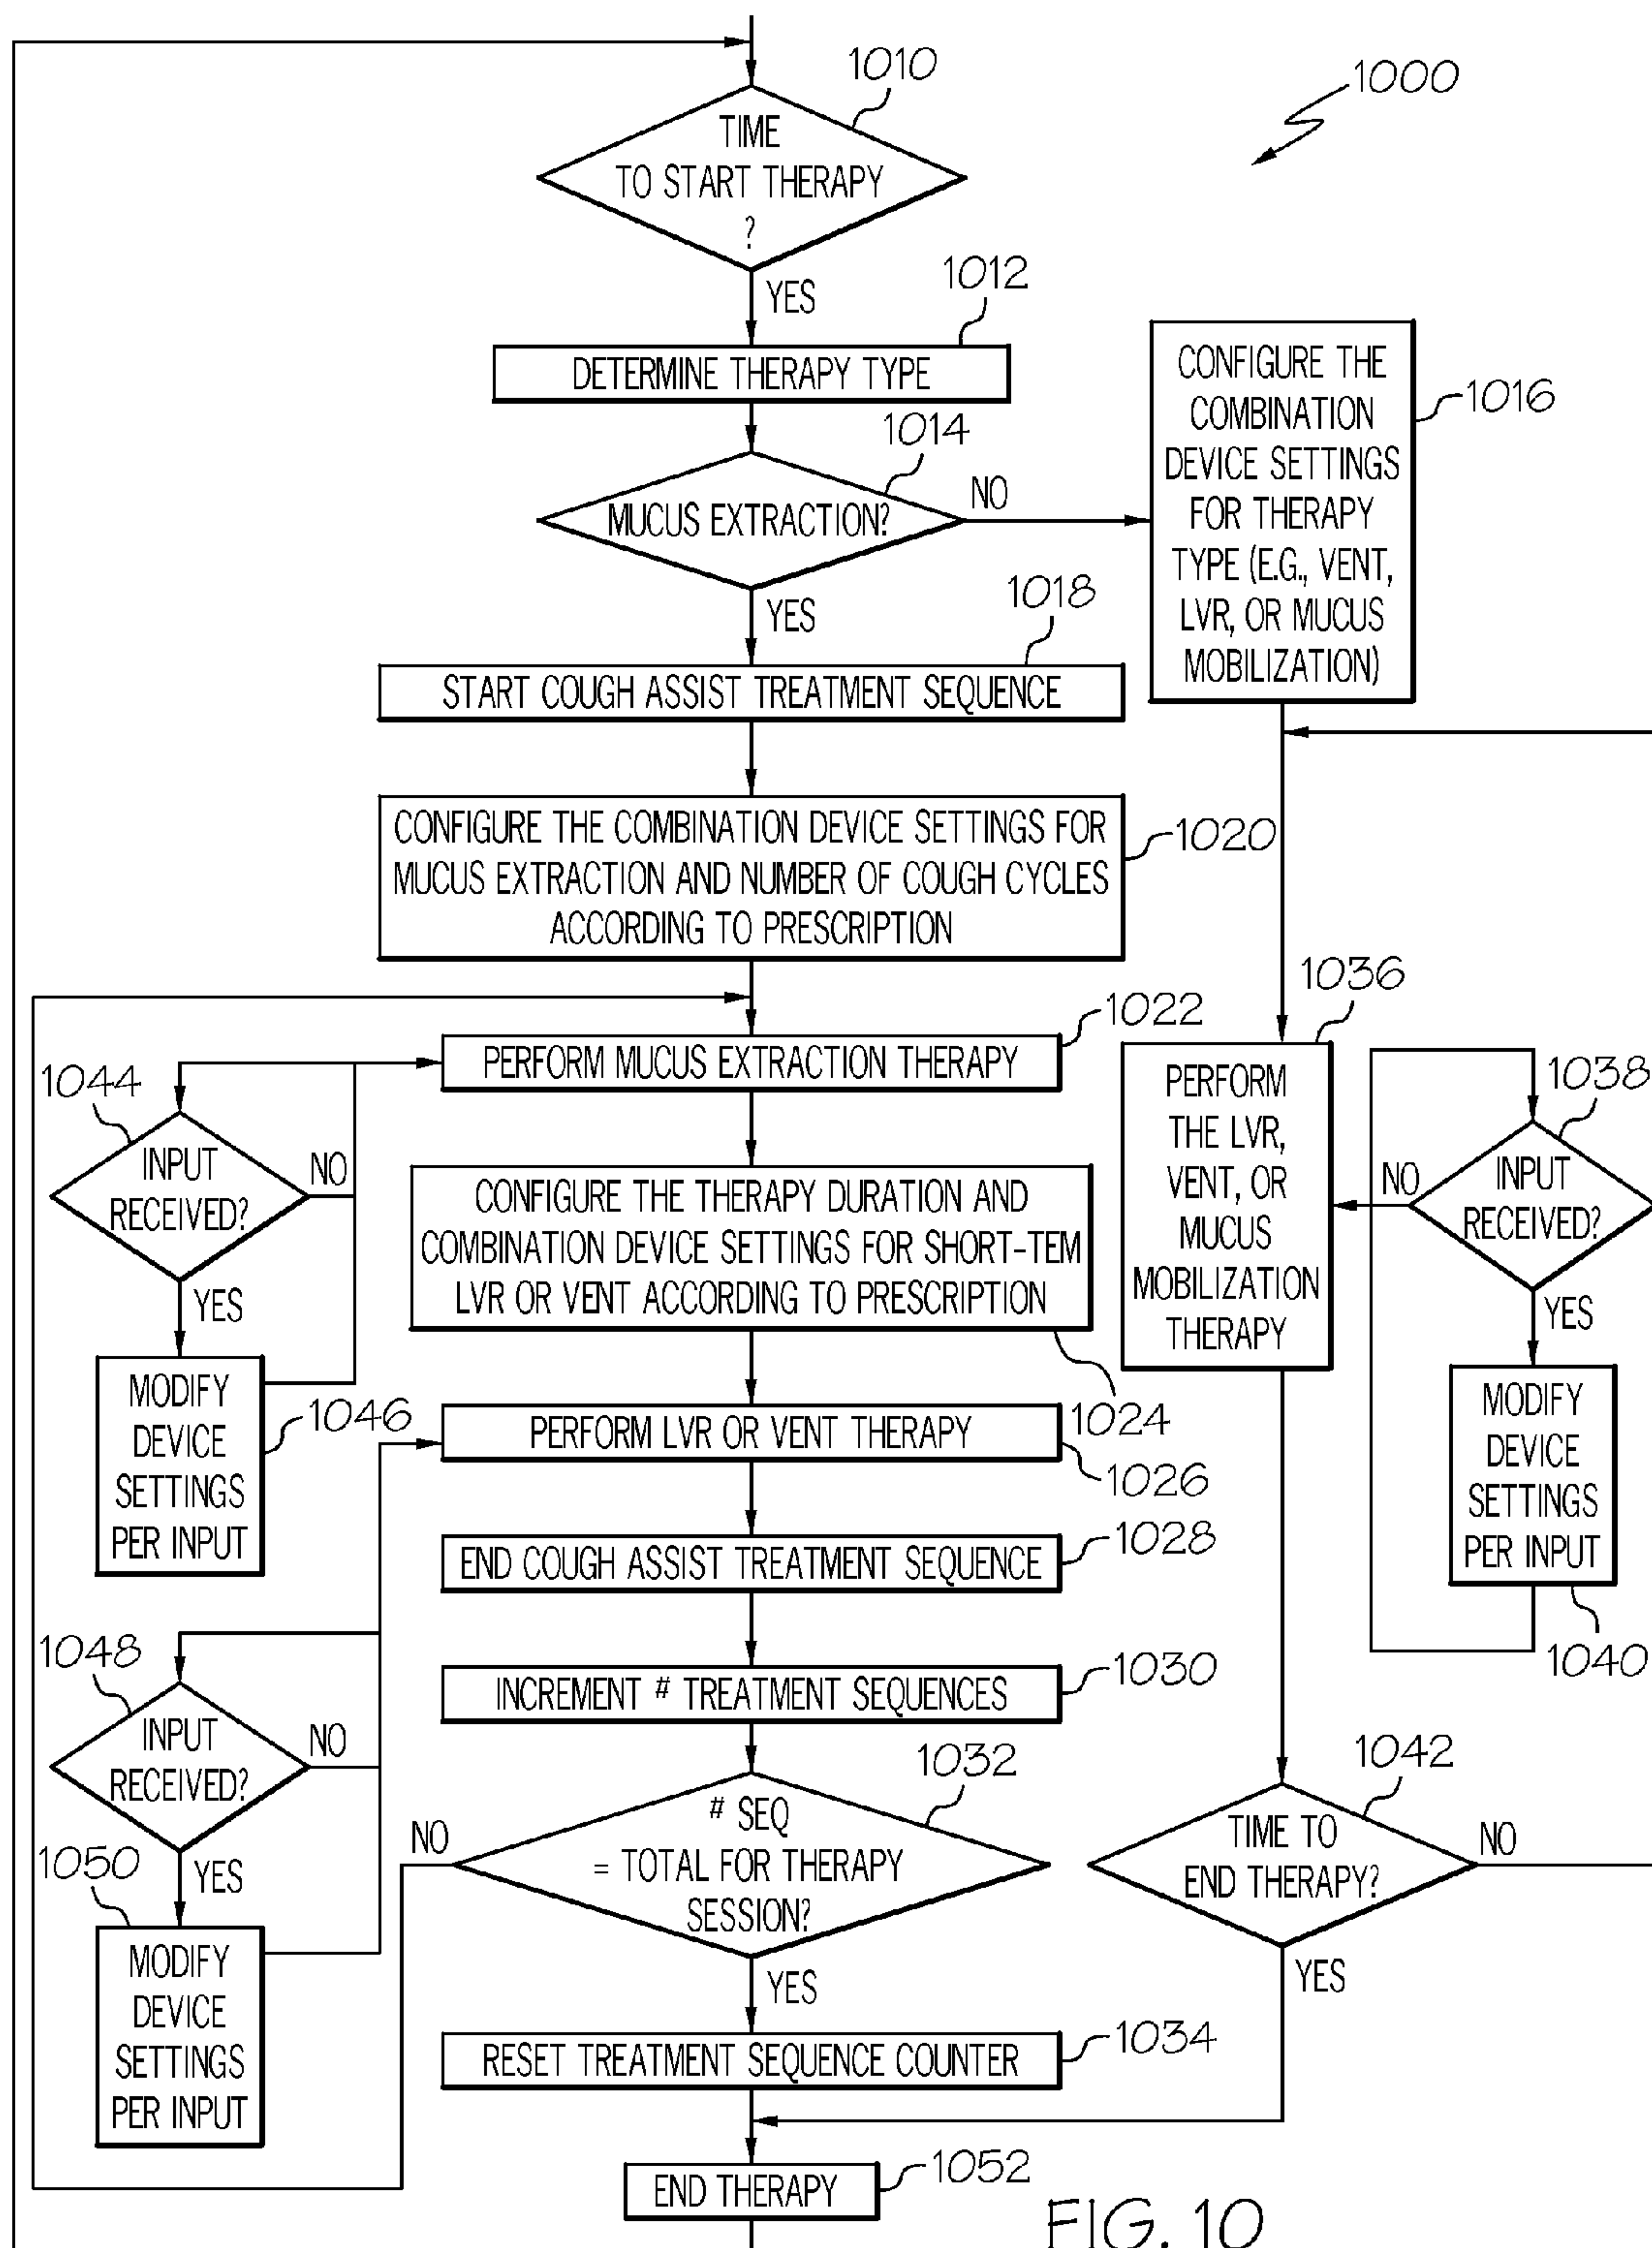 1010
1000
TIME
TO START THERAPY
?
YES
1012
DETERMINE THERAPY TYPE
1014
MUCUS EXTRACTION?
NO
YES
CONFIGURE THE
COMBINATION
DEVICE SETTINGS
FOR THERAPY
TYPE (E.G., VENT,
LVR, OR MUCUS
MOBILIZATION)
1016
1018
START COUGH ASSIST TREATMENT SEQUENCE
CONFIGURE THE COMBINATION DEVICE SETTINGS FOR
MUCUS EXTRACTION AND NUMBER OF COUGH CYCLES
ACCORDING TO PRESCRIPTION
1020
1022
PERFORM MUCUS EXTRACTION THERAPY
1044
INPUT
RECEIVED?
NO
YES
MODIFY
DEVICE
SETTINGS
PER INPUT
1046
CONFIGURE THE THERAPY DURATION AND
COMBINATION DEVICE SETTINGS FOR SHORT-TEM
LVR OR VENT ACCORDING TO PRESCRIPTION
1024
PERFORM LVR OR VENT THERAPY
1026
1036
PERFORM
THE LVR,
VENT, OR
MUCUS
MOBILIZATION
THERAPY
1038
INPUT
RECEIVED?
NO
YES
MODIFY
DEVICE
SETTINGS
PER INPUT
1040
END COUGH ASSIST TREATMENT SEQUENCE
1028
INCREMENT # TREATMENT SEQUENCES
1030
1048
INPUT
RECEIVED?
NO
YES
1050
MODIFY
DEVICE
SETTINGS
PER INPUT
1032
# SEQ
= TOTAL FOR THERAPY
SESSION?
NO
YES
1042
TIME TO
END THERAPY?
NO
YES
RESET TREATMENT SEQUENCE COUNTER
1034
END THERAPY
1052
FIG. 10